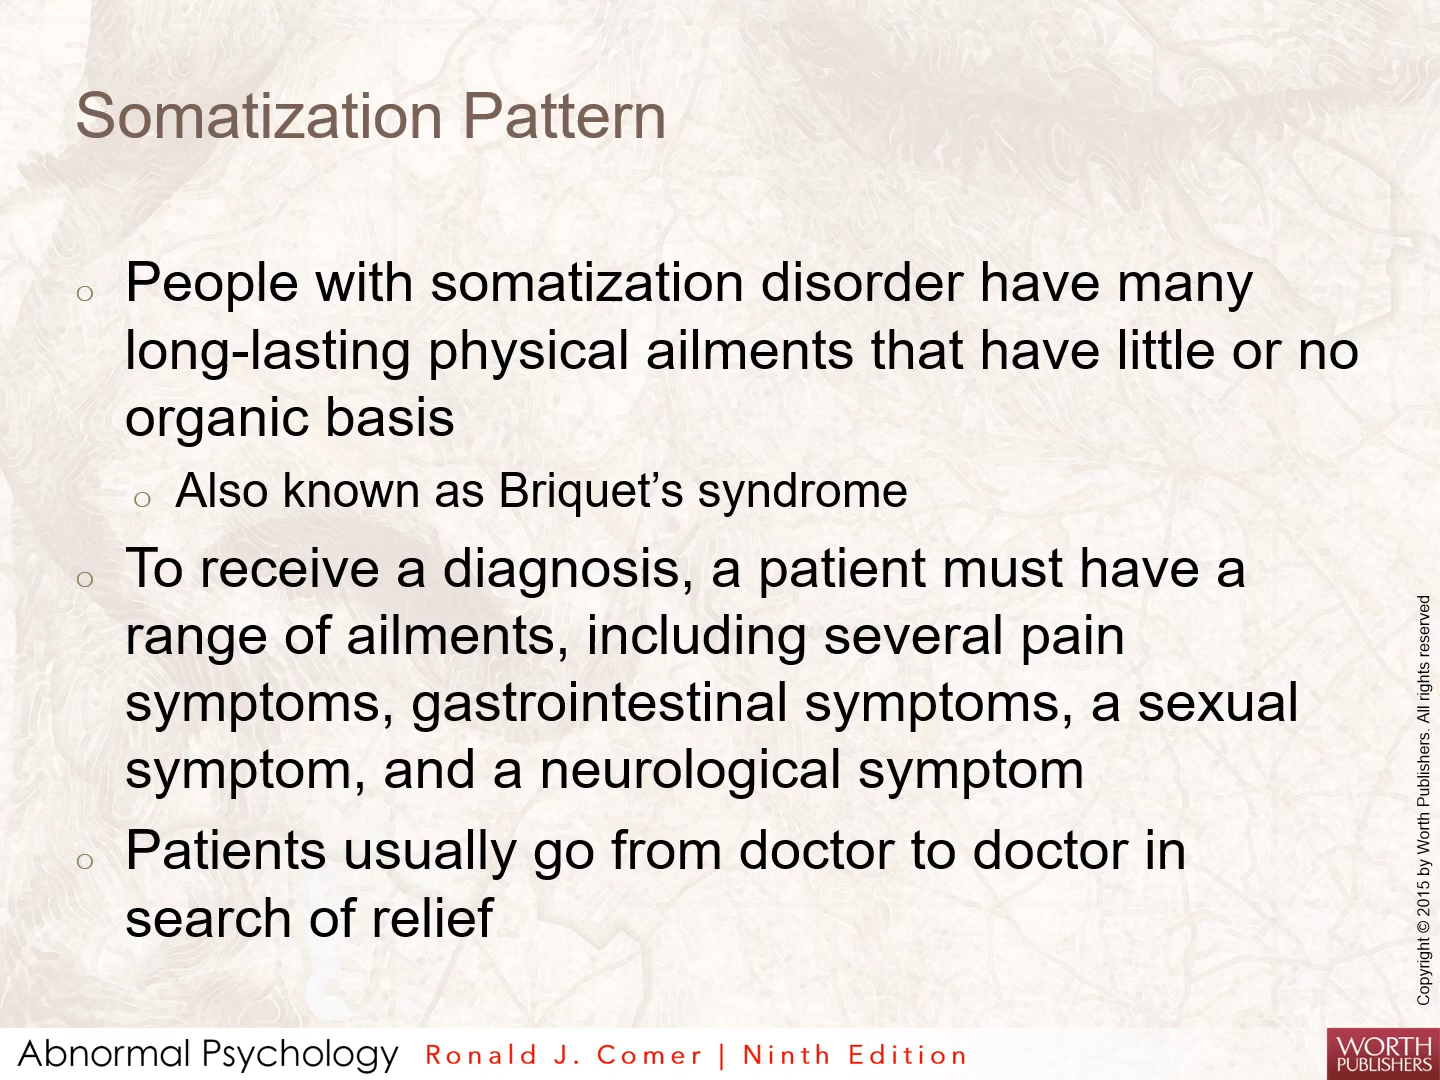 Somatization Pattern
o People with somatization disorder have many
long-lasting physical ailments that have little or no
organic basis
o Also known as Briquet’s syndrome
o To receive a diagnosis, a patient must have a
range of ailments, including several pain
symptoms, gastrointestinal symptoms, a sexual
symptom, and a neurological symptom
o Patients usually go from doctor to doctor in
search of relief
Copyright © 2015 by Worth Publishers. All rights reserved
Abnormal Psychology Ronald J. Comer | Ninth Edition
WORTH
PUBLISHERS